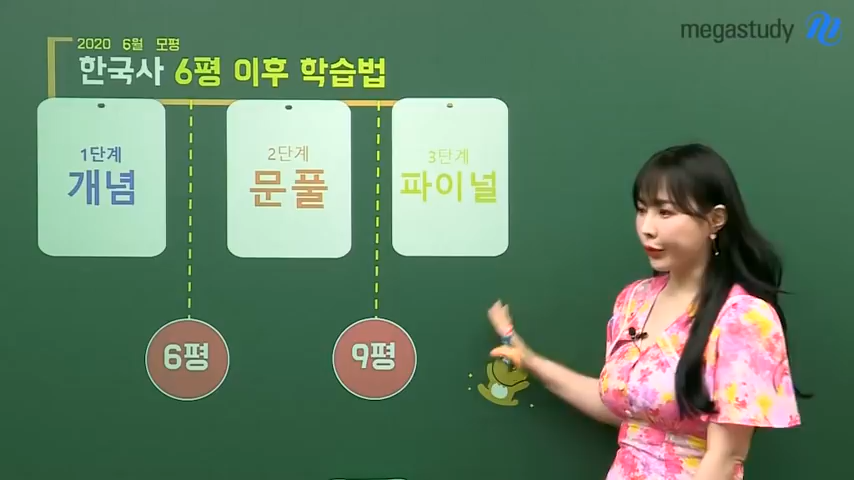 megastudy
2020 6월 모평
한국사 6평 이후 학습법
1단계
개념
2단계
문풀
3탄계
파이널
6평
9평